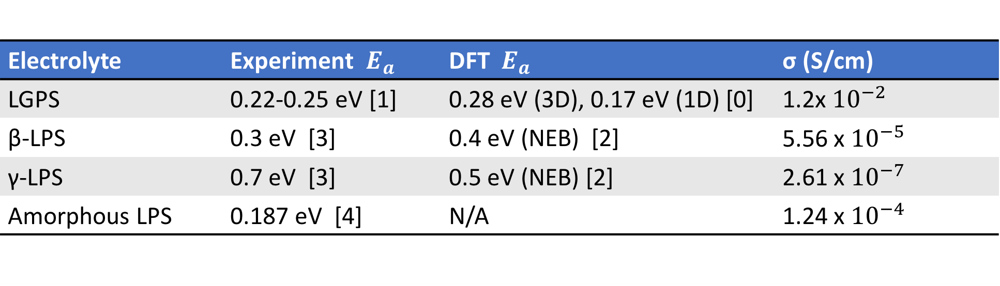 Electrolyte Experiment E_a DFT E_a σ (S/cm)
LGPS 0.22-0.25 eV [1] 0.28 eV (3D), 0.17 eV (1D) [0] 1.2x 10⁻²
β-LPS 0.3 eV [3] 0.4 eV (NEB) [2] 5.56 x 10⁻⁵
γ-LPS 0.7 eV [3] 0.5 eV (NEB) [2] 2.61 x 10⁻⁷
Amorphous LPS 0.187 eV [4] N/A 1.24 x 10⁻⁴